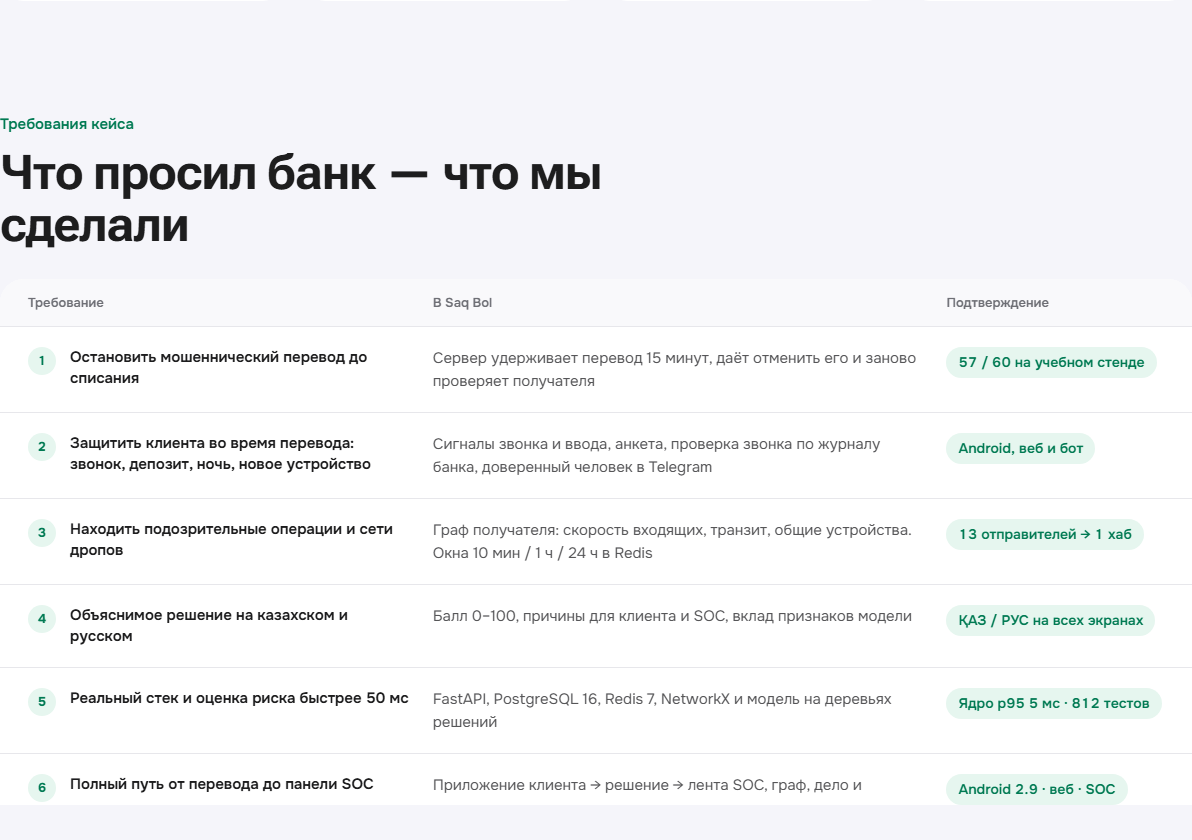 Требования кейса
Что просил банк — что мы
сделали
Требование
В Saq Bol
Подтверждение
1
Остановить мошеннический перевод до
списания
Сервер удерживает перевод 15 минут, даёт отменить его и заново
проверяет получателя
57 / 60 на учебном стенде
2
Защитить клиента во время перевода:
звонок, депозит, ночь, новое устройство
Сигналы звонка и ввода, анкета, проверка звонка по журналу
банка, доверенный человек в Telegram
Android, веб и бот
3
Находить подозрительные операции и сети
дропов
Граф получателя: скорость входящих, транзит, общие устройства.
Окна 10 мин / 1 ч / 24 ч в Redis
13 отправителей → 1 хаб
4
Объяснимое решение на казахском и
русском
Балл 0–100, причины для клиента и SOC, вклад признаков модели
ҚАЗ / РУС на всех экранах
5
Реальный стек и оценка риска быстрее 50 мс
FastAPI, PostgreSQL 16, Redis 7, NetworkX и модель на деревьях
решений
Ядро p95 5 мс · 812 тестов
6
Полный путь от перевода до панели SOC
Приложение клиента → решение → лента SOC, граф, дело и
Android 2.9 · веб · SOC